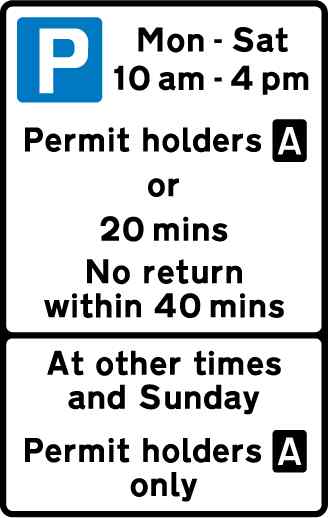 P Mon - Sat
10 am - 4 pm
Permit holders A
or
20 mins
No return
within 40 mins
At other times
and Sunday
Permit holders A
only